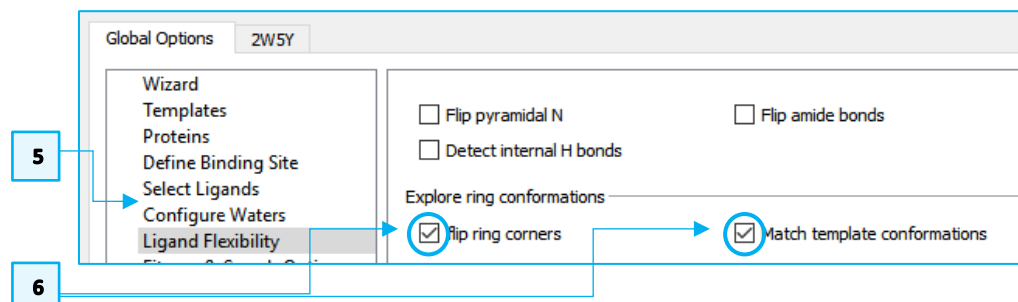 Global Options 2W5Y
Wizard
Templates
Proteins
Define Binding Site
Select Ligands
Configure Waters
Ligand Flexibility
Flip pyramidal N Flip amide bonds
Detect internal H bonds
Explore ring conformations
flip ring corners Match template conformations
5
6